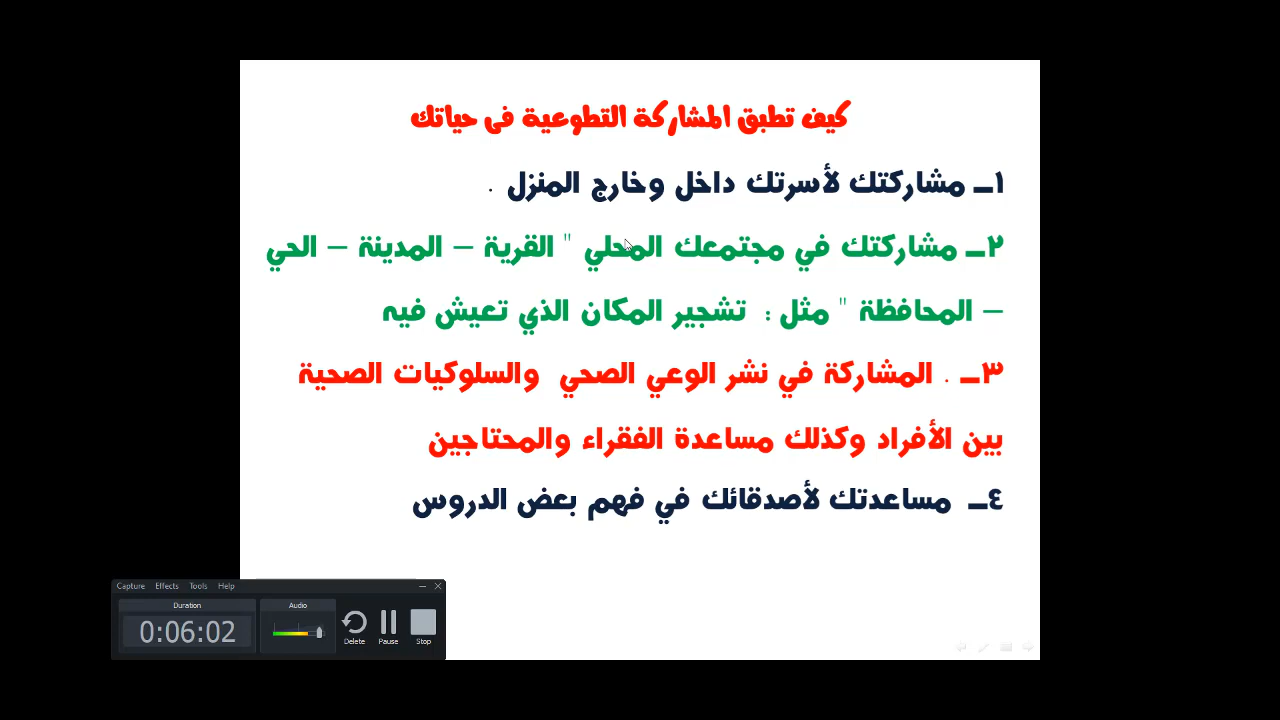 كيف تطبق المشاركة التطوعية فى حياتك
١ـ مشاركتك لأسرتك داخل وخارج المنزل .
٢ـ مشاركتك في مجتمعك المحلي " القرية – المدينة – الحي
– المحافظة " مثل : تشجير المكان الذي تعيش فيه
٣ـ . المشاركة في نشر الوعي الصحي والسلوكيات الصحية
بين الأفراد وكذلك مساعدة الفقراء والمحتاجين
٤ـ مساعدتك لأصدقائك في فهم بعض الدروس
Capture Effects Tools Help
Duration Audio
0:06:02
Delete Pause Stop